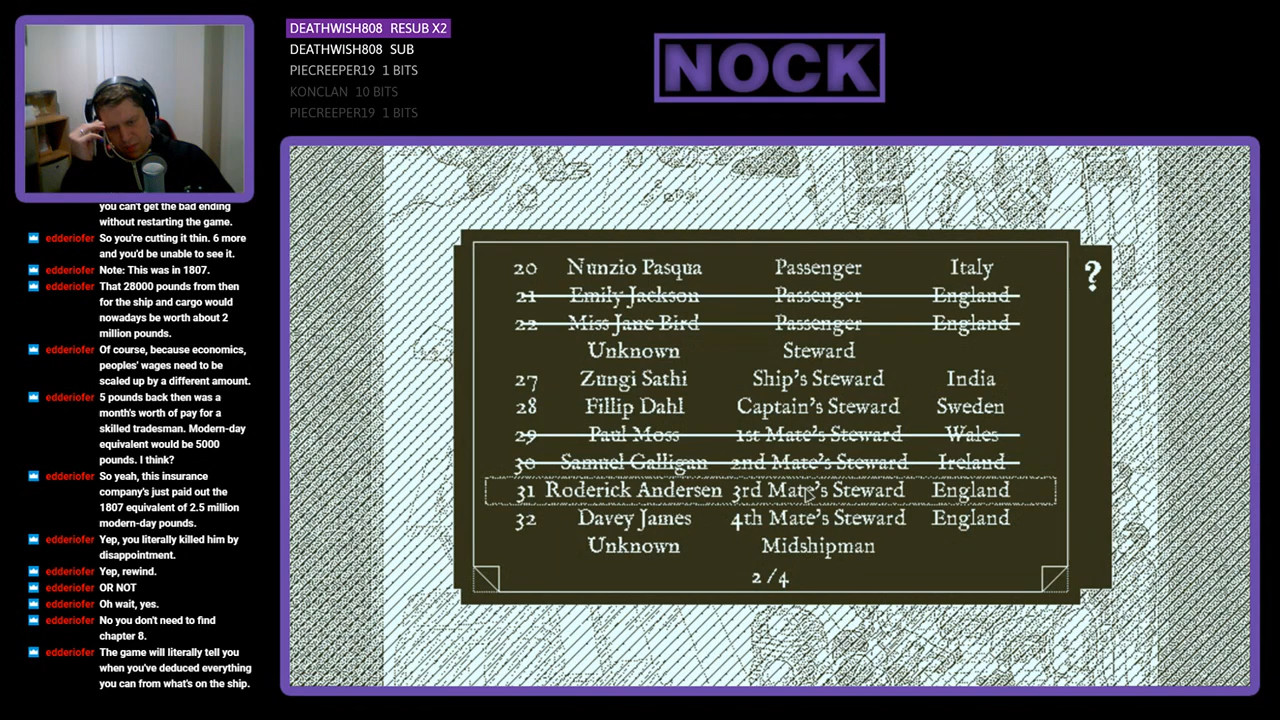 DEATHWISH808 RESUB X2
DEATHWISH808 SUB
PIECREEPER19 1 BITS
KONCLAN 10 BITS
PIECREEPER19 1 BITS
NOCK
you can't get the bad ending
without restarting the game.
edderiofer So you're cutting it thin. 6 more
and you'd be unable to see it.
edderiofer Note: This was in 1807.
edderiofer That 28000 pounds from then
for the ship and cargo would
nowadays be worth about 2
million pounds.
edderiofer Of course, because economics,
peoples' wages need to be
scaled up by a different amount.
edderiofer 5 pounds back then was a
month's worth of pay for a
skilled tradesman. Modern-day
equivalent would be 5000
pounds. I think?
edderiofer So yeah, this insurance
company's just paid out the
1807 equivalent of 2.5 million
modern-day pounds.
edderiofer Yep, you literally killed him by
disappointment.
edderiofer Yep, rewind.
edderiofer OR NOT
edderiofer Oh wait, yes.
edderiofer No you don't need to find
chapter 8.
edderiofer The game will literally tell you
when you've deduced everything
you can from what's on the ship.
20 Nunzio Pasqua Passenger Italy
21 Emily Jackson Passenger England
22 Miss Jane Bird Passenger England
Unknown Steward
27 Zungi Sathi Ship's Steward India
28 Fillip Dahl Captain's Steward Sweden
29 Paul Moss 1st Mate's Steward Wales
30 Samuel Galligan 2nd Mate's Steward Ireland
31 Roderick Andersen 3rd Mate's Steward England
32 Davey James 4th Mate's Steward England
Unknown Midshipman
2/4
?